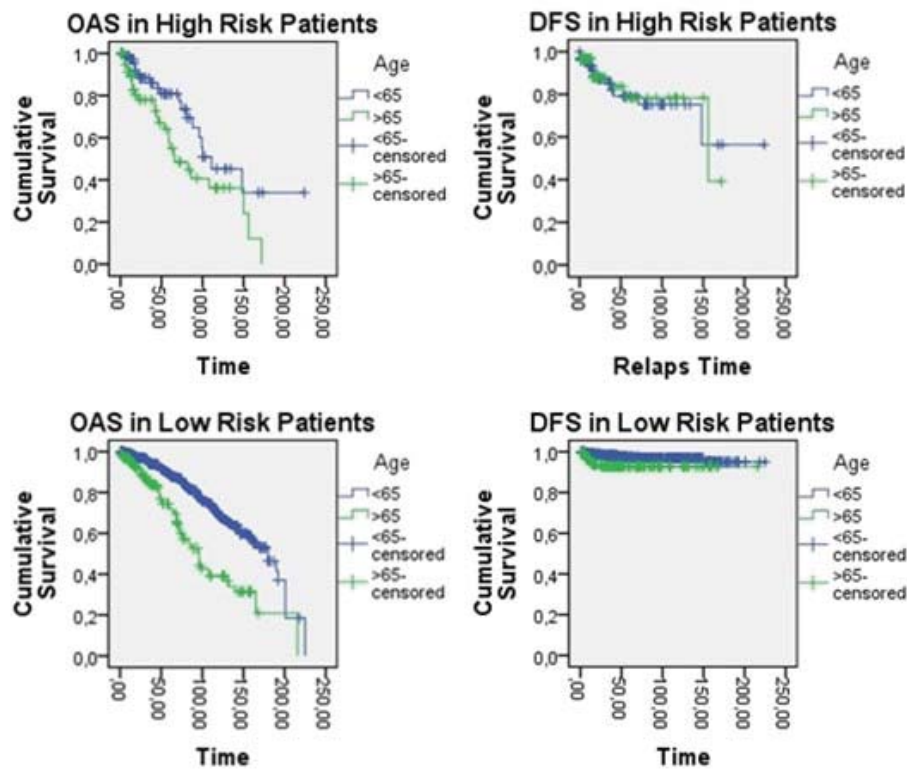 OAS in High Risk Patients
Cumulative
Survival
1,0
0,8
0,6
0,4
0,2
0,0
,00
50,00
100,00
150,00
200,00
250,00
Time
Age
<65
>65
<65-
censored
>65-
censored
DFS in High Risk Patients
Cumulative
Survival
1,0
0,8
0,6
0,4
0,2
0,0
,00
50,00
100,00
150,00
200,00
250,00
Relaps Time
Age
<65
>65
<65-
censored
>65-
censored
OAS in Low Risk Patients
Cumulative
Survival
1,0
0,8
0,6
0,4
0,2
0,0
,00
50,00
100,00
150,00
200,00
250,00
Time
Age
<65
>65
<65-
censored
>65-
censored
DFS in Low Risk Patients
Cumulative
Survival
1,0
0,8
0,6
0,4
0,2
0,0
,00
50,00
100,00
150,00
200,00
250,00
Time
Age
<65
>65
<65-
censored
>65-
censored